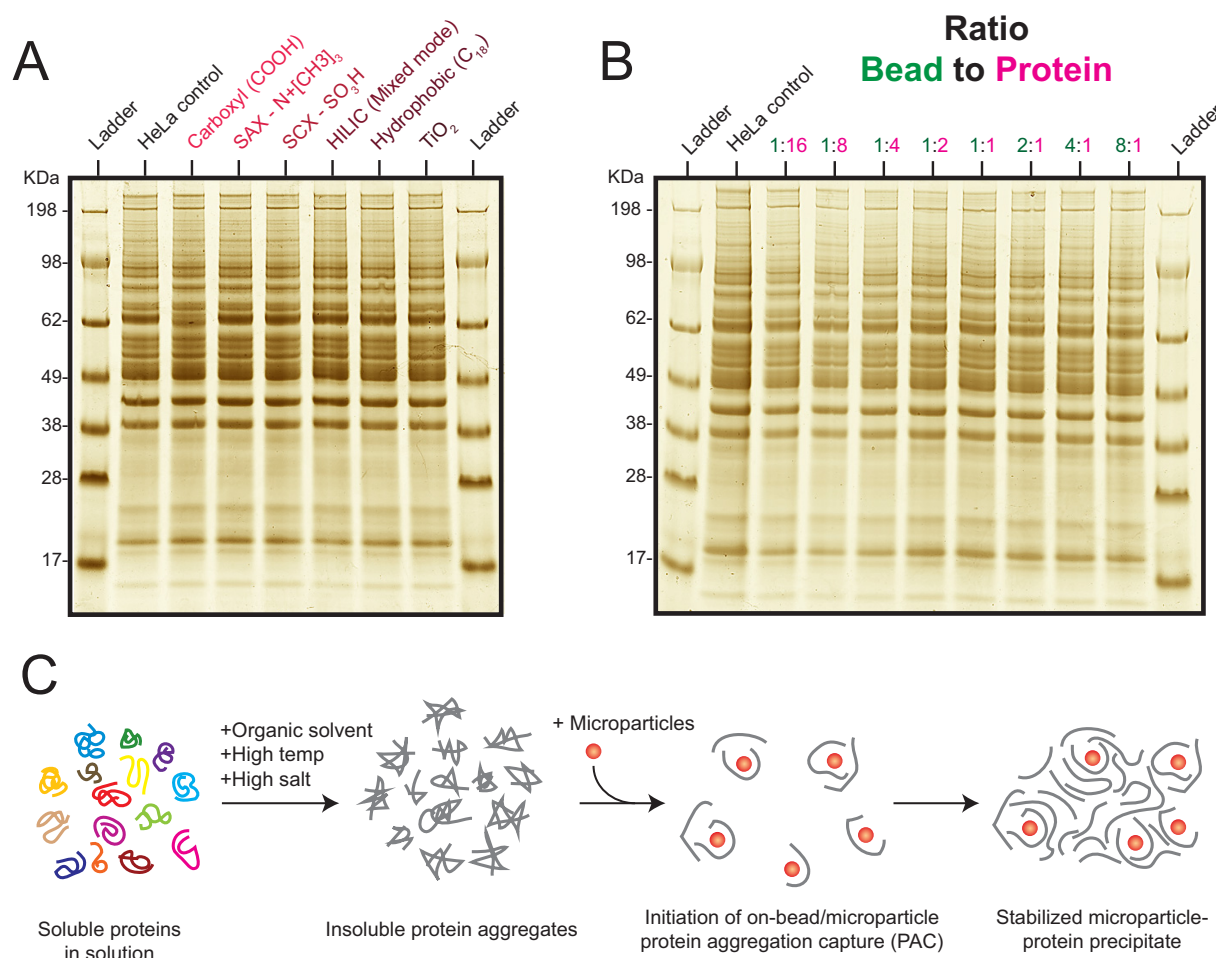 A
Ladder
HeLa control
Carboxyl (COOH)
SAX - N+[CH3]₃
SCX - SO₃H
HILIC (Mixed mode)
Hydrophobic (C₁₈)
TiO₂
Ladder
KDa
198
98
62
49
38
28
17
B
Ratio
Bead to Protein
Ladder
HeLa control
1:16
1:8
1:4
1:2
1:1
2:1
4:1
8:1
Ladder
KDa
198
98
62
49
38
28
17
C
+Organic solvent
+High temp
+High salt
+ Microparticles
Soluble proteins
in solution
Insoluble protein aggregates
Initiation of on-bead/microparticle
protein aggregation capture (PAC)
Stabilized microparticle-
protein precipitate